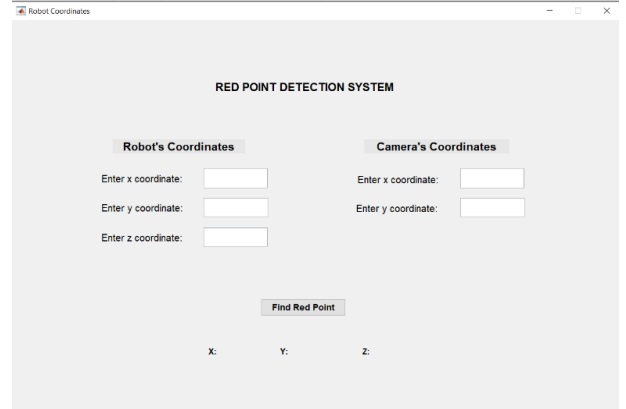 Robot Coordinates
RED POINT DETECTION SYSTEM
Robot's Coordinates
Enter x coordinate:
Enter y coordinate:
Enter z coordinate:
Camera's Coordinates
Enter x coordinate:
Enter y coordinate:
Find Red Point
X: Y: Z: